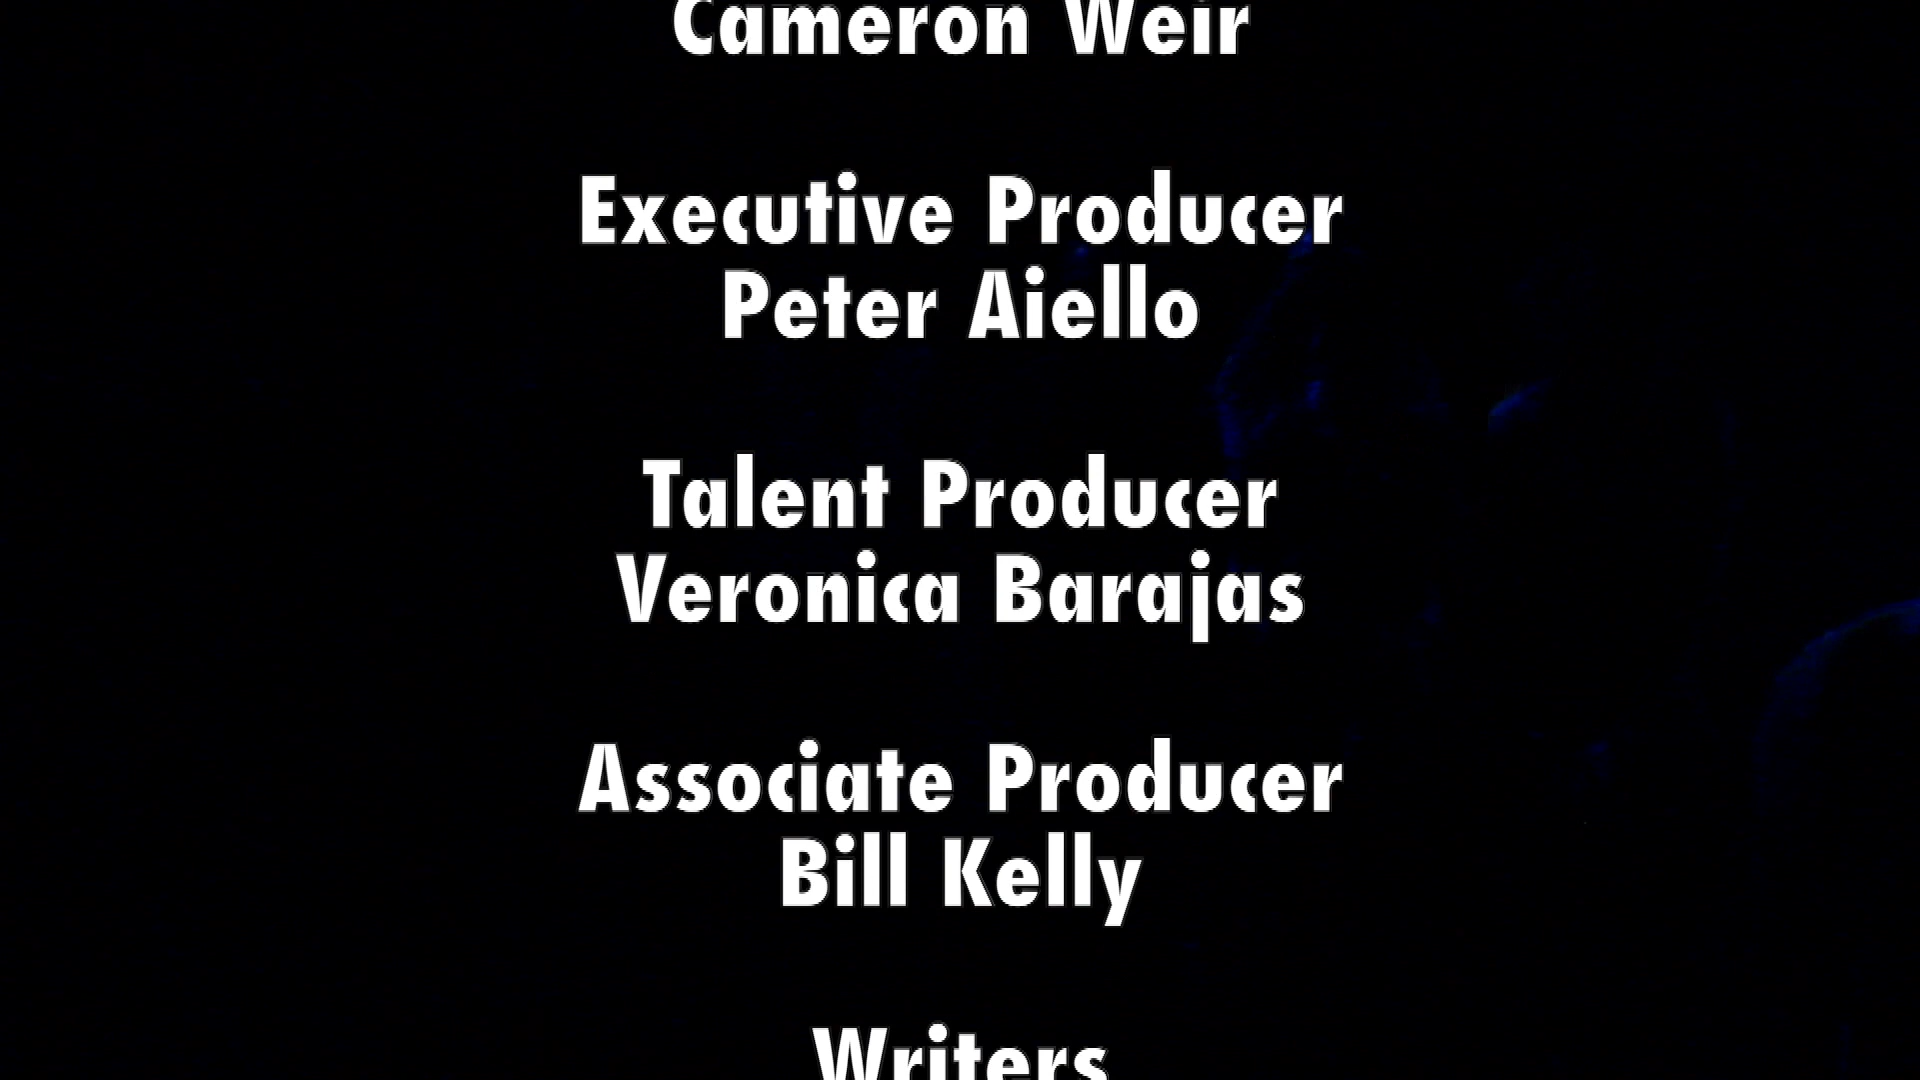 Cameron Weir
Executive Producer
Peter Aiello
Talent Producer
Veronica Barajas
Associate Producer
Bill Kelly
Writers